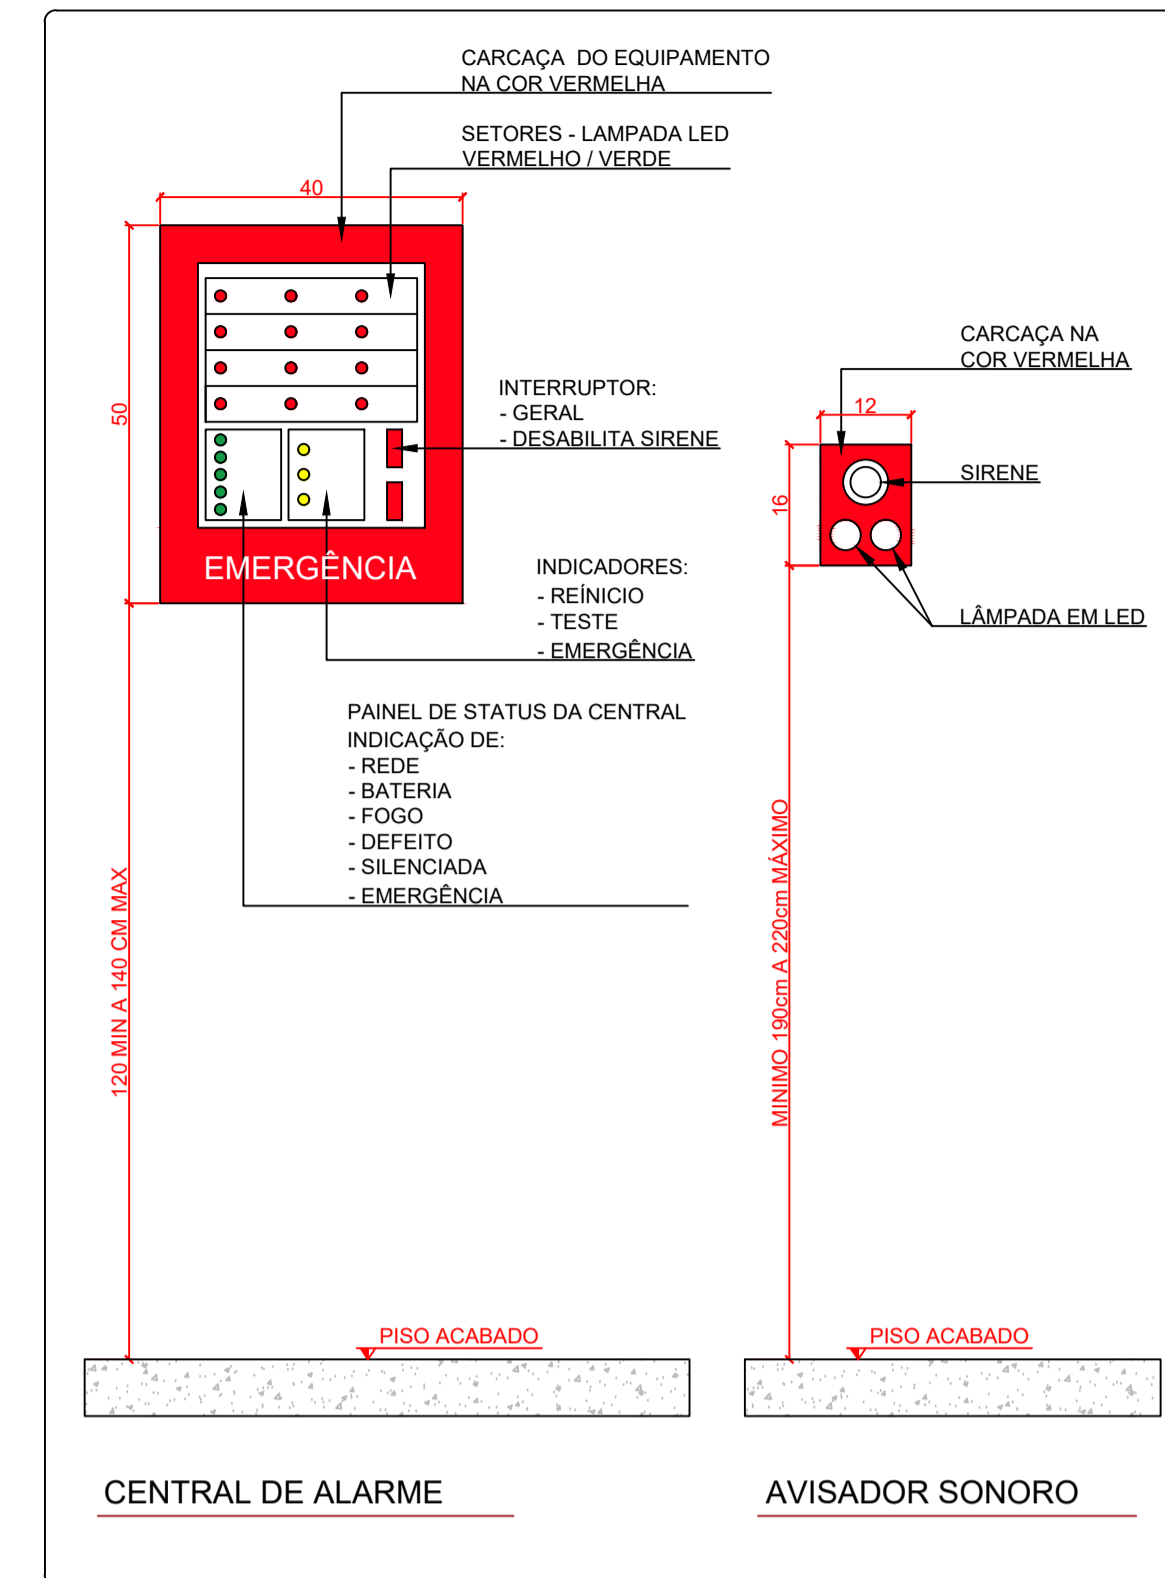 CARCAÇA DO EQUIPAMENTO
NA COR VERMELHA
SETORES - LAMPADA LED
VERMELHO / VERDE
40
50
EMERGÊNCIA
INTERRUPTOR:
- GERAL
- DESABILITA SIRENE
INDICADORES:
- REÍNICIO
- TESTE
- EMERGÊNCIA
PAINEL DE STATUS DA CENTRAL
INDICAÇÃO DE:
- REDE
- BATERIA
- FOGO
- DEFEITO
- SILENCIADA
- EMERGÊNCIA
120 MIN A 140 CM MAX
PISO ACABADO
CENTRAL DE ALARME
CARCAÇA NA
COR VERMELHA
12
16
SIRENE
LÂMPADA EM LED
MINIMO 190cm A 220cm MÁXIMO
PISO ACABADO
AVISADOR SONORO